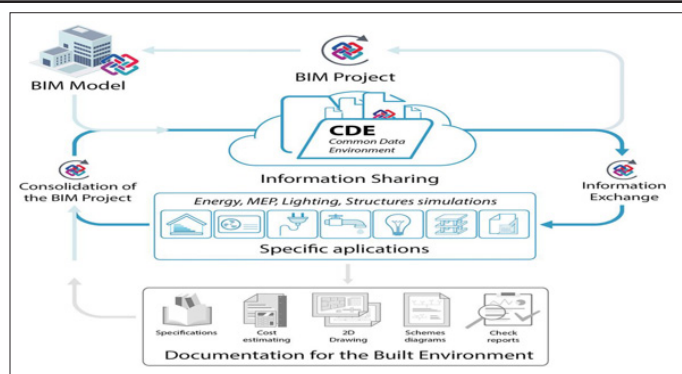 BIM Project
BIM Model
CDE
Common Data
Environment
Information Sharing
Consolidation of
the BIM Project
Information
Exchange
Energy, MEP, Lighting, Structures simulations
Specific aplications
Specifications
Cost
estimating
2D
Drawing
Schemes
diagrams
Check
reports
Documentation for the Built Environment